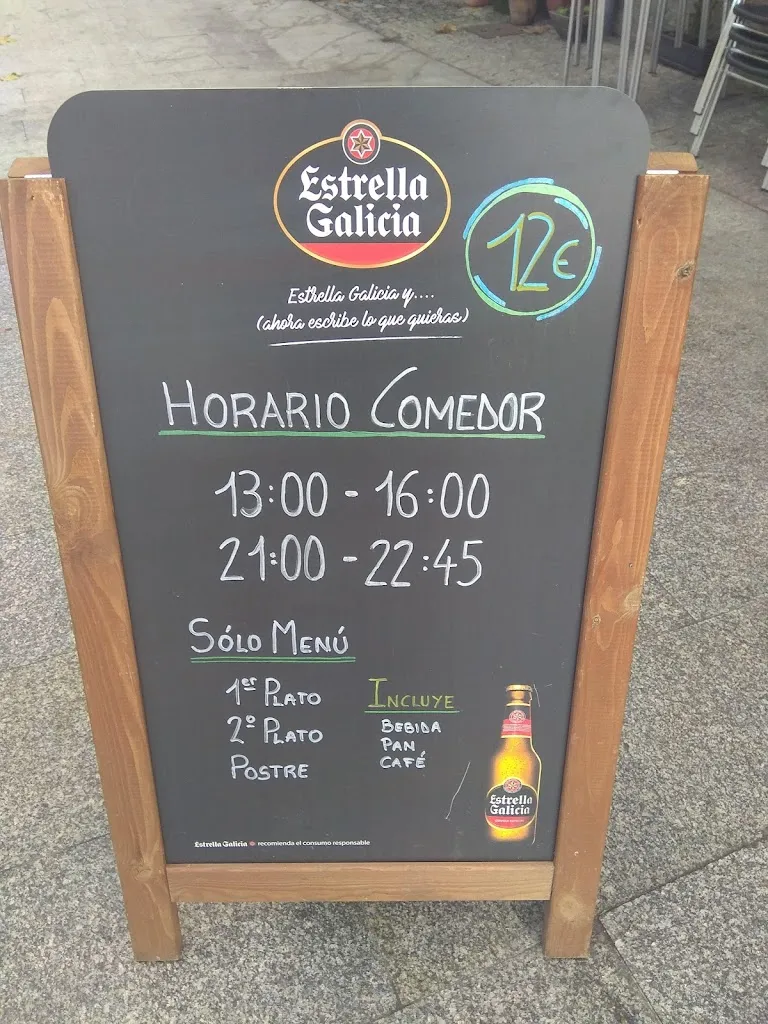 Estrella
Galicia
12€
Estrella Galicia y....
(ahora escribe lo que quieras)
HORARIO COMEDOR
13:00 - 16:00
21:00 - 22:45
SÓLO MENÚ
1er PLATO
2º PLATO
POSTRE
INCLUYE
BEBIDA
PAN
CAFÉ
Estrella
Galicia
Estrella Galicia recomienda el consumo responsable